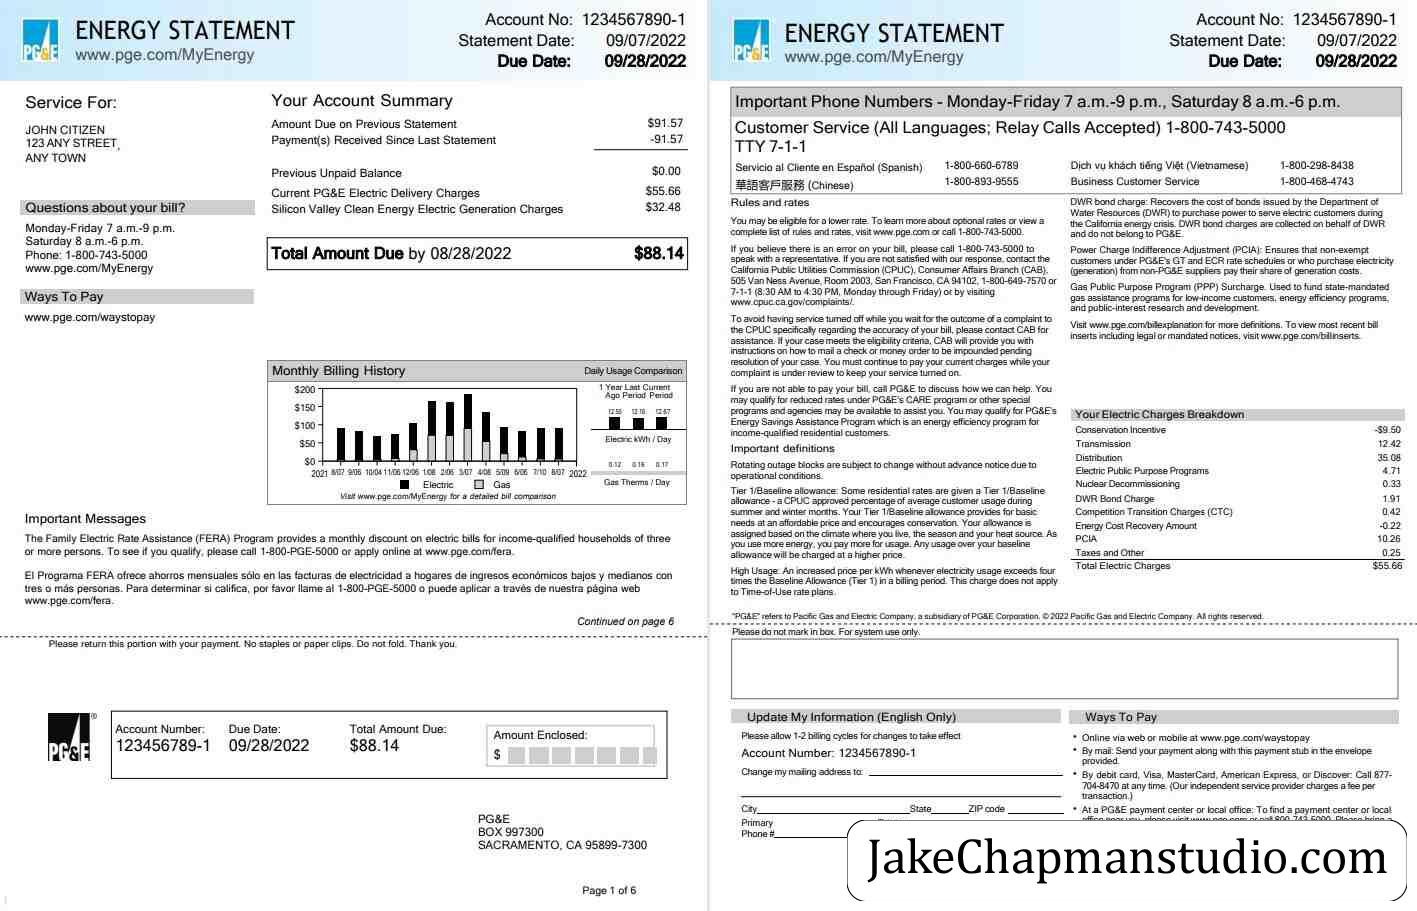 PG&E
ENERGY STATEMENT
www.pge.com/MyEnergy
Account No: 1234567890-1
Statement Date: 09/07/2022
Due Date: 09/28/2022
Service For:
JOHN CITIZEN
123 ANY STREET,
ANY TOWN
Questions about your bill?
Monday-Friday 7 a.m.-9 p.m.
Saturday 8 a.m.-6 p.m.
Phone: 1-800-743-5000
www.pge.com/MyEnergy
Ways To Pay
www.pge.com/waystopay
Your Account Summary
Amount Due on Previous Statement $91.57
Payment(s) Received Since Last Statement -91.57
Previous Unpaid Balance $0.00
Current PG&E Electric Delivery Charges $55.66
Silicon Valley Clean Energy Electric Generation Charges $32.48
Total Amount Due by 08/28/2022 $88.14
Monthly Billing History
Daily Usage Comparison
$200
$150
$100
$50
$0
2021 8/07 9/06 10/04 11/06 12/06 1/08 2/06 3/07 4/08 5/09 6/06 7/10 8/07 2022
Electric Gas
Visit www.pge.com/MyEnergy for a detailed bill comparison
1 Year Last Current
Ago Period Period
12.50 12.16 12.67
Electric kWh / Day
0.12 0.16 0.17
Gas Therms / Day
Important Messages
The Family Electric Rate Assistance (FERA) Program provides a monthly discount on electric bills for income-qualified households of three
or more persons. To see if you qualify, please call 1-800-PGE-5000 or apply online at www.pge.com/fera.
El Programa FERA ofrece ahorros mensuales sólo en las facturas de electricidad a hogares de ingresos económicos bajos y medianos con
tres o más personas. Para determinar si califica, por favor llame al 1-800-PGE-5000 o puede aplicar a través de nuestra página web
www.pge.com/fera.
Continued on page 6
Please return this portion with your payment. No staples or paper clips. Do not fold. Thank you.
PG&E ®
Account Number: Due Date: Total Amount Due:
123456789-1 09/28/2022 $88.14
Amount Enclosed:
$
PG&E
BOX 997300
SACRAMENTO, CA 95899-7300
Page 1 of 6
PG&E
ENERGY STATEMENT
www.pge.com/MyEnergy
Account No: 1234567890-1
Statement Date: 09/07/2022
Due Date: 09/28/2022
Important Phone Numbers - Monday-Friday 7 a.m.-9 p.m., Saturday 8 a.m.-6 p.m.
Customer Service (All Languages; Relay Calls Accepted) 1-800-743-5000
TTY 7-1-1
Servicio al Cliente en Español (Spanish) 1-800-660-6789 Dịch vụ khách tiếng Việt (Vietnamese) 1-800-298-8438
華語客戶服務 (Chinese) 1-800-893-9555 Business Customer Service 1-800-468-4743
Rules and rates
You may be eligible for a lower rate. To learn more about optional rates or view a
complete list of rules and rates, visit www.pge.com or call 1-800-743-5000.
If you believe there is an error on your bill, please call 1-800-743-5000 to
speak with a representative. If you are not satisfied with our response, contact the
California Public Utilities Commission (CPUC), Consumer Affairs Branch (CAB),
505 Van Ness Avenue, Room 2003, San Francisco, CA 94102, 1-800-649-7570 or
7-1-1 (8:30 AM to 4:30 PM, Monday through Friday) or by visiting
www.cpuc.ca.gov/complaints/.
To avoid having service turned off while you wait for the outcome of a complaint to
the CPUC specifically regarding the accuracy of your bill, please contact CAB for
assistance. If your case meets the eligibility criteria, CAB will provide you with
instructions on how to mail a check or money order to be impounded pending
resolution of your case. You must continue to pay your current charges while your
complaint is under review to keep your service turned on.
If you are not able to pay your bill, call PG&E to discuss how we can help. You
may qualify for reduced rates under PG&E's CARE program or other special
programs and agencies may be available to assist you. You may qualify for PG&E's
Energy Savings Assistance Program which is an energy efficiency program for
income-qualified residential customers.
Important definitions
Rotating outage blocks are subject to change without advance notice due to
operational conditions.
Tier 1/Baseline allowance: Some residential rates are given a Tier 1/Baseline
allowance - a CPUC approved percentage of average customer usage during
summer and winter months. Your Tier 1/Baseline allowance provides for basic
needs at an affordable price and encourages conservation. Your allowance is
assigned based on the climate where you live, the season and your heat source. As
you use more energy, you pay more for usage. Any usage over your baseline
allowance will be charged at a higher price.
High Usage: An increased price per kWh whenever electricity usage exceeds four
times the Baseline Allowance (Tier 1) in a billing period. This charge does not apply
to Time-of-Use rate plans.
DWR bond charge: Recovers the cost of bonds issued by the Department of
Water Resources (DWR) to purchase power to serve electric customers during
the California energy crisis. DWR bond charges are collected on behalf of DWR
and do not belong to PG&E.
Power Charge Indifference Adjustment (PCIA): Ensures that non-exempt
customers under PG&E's GT and ECR rate schedules or who purchase electricity
(generation) from non-PG&E suppliers pay their share of generation costs.
Gas Public Purpose Program (PPP) Surcharge. Used to fund state-mandated
gas assistance programs for low-income customers, energy efficiency programs,
and public-interest research and development.
Visit www.pge.com/billexplanation for more definitions. To view most recent bill
inserts including legal or mandated notices, visit www.pge.com/billinserts.
Your Electric Charges Breakdown
Conservation Incentive -$9.50
Transmission 12.42
Distribution 35 08
Electric Public Purpose Programs 4.71
Nuclear Decommissioning 0.33
DWR Bond Charge 1.91
Competition Transition Charges (CTC) 0.42
Energy Cost Recovery Amount -0.22
PCIA 10.26
Taxes and Other 0.25
Total Electric Charges $55.66
"PG&E" refers to Pacific Gas and Electric Company, a subsidiary of PG&E Corporation. © 2022 Pacific Gas and Electric Company. All rights reserved.
Please do not mark in box. For system use only.
Update My Information (English Only)
Please allow 1-2 billing cycles for changes to take effect
Account Number: 1234567890-1
Change my mailing address to:
City State ZIP code
Primary
Phone #
Ways To Pay
• Online via web or mobile at www.pge.com/waystopay
• By mail: Send your payment along with this payment stub in the envelope
provided.
• By debit card, Visa, MasterCard, American Express, or Discover: Call 877-
704-8470 at any time. (Our independent service provider charges a fee per
transaction.)
• At a PG&E payment center or local office: To find a payment center or local
JakeChapmanstudio.com